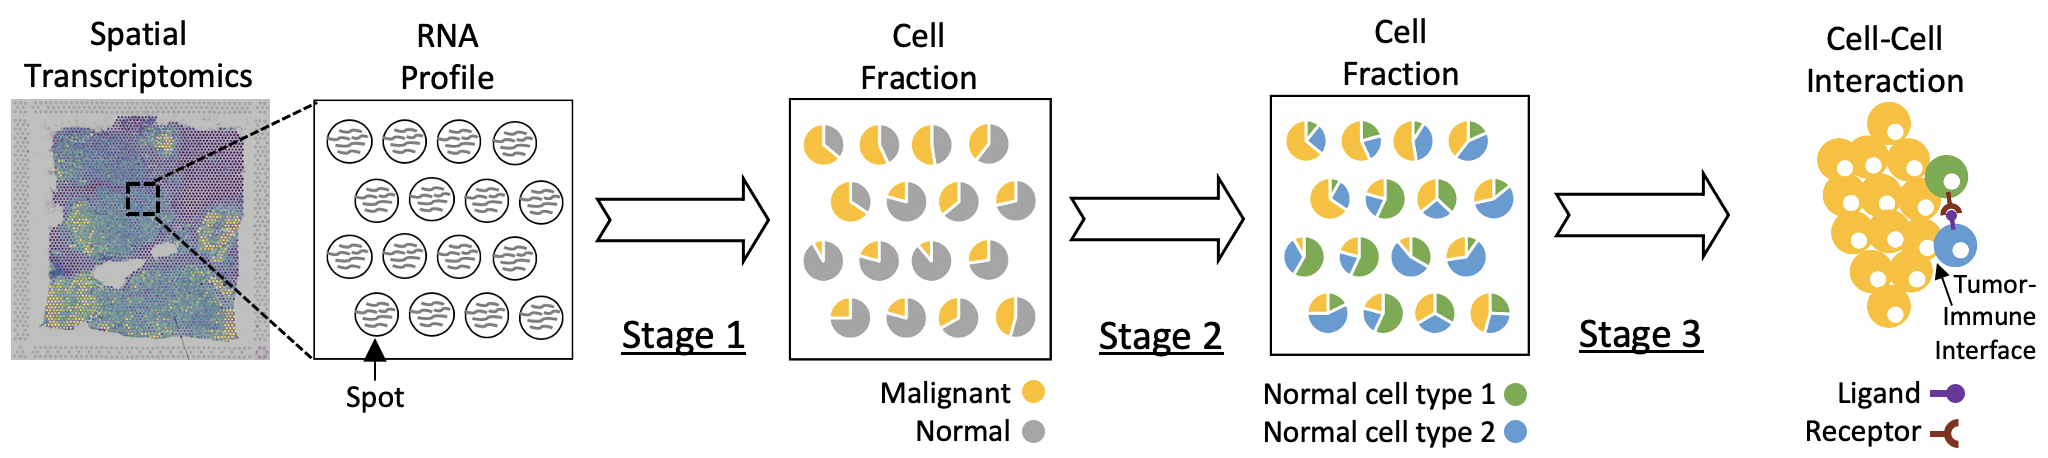 Spatial
Transcriptomics
RNA
Profile
Spot
Stage 1
Cell
Fraction
Malignant
Normal
Stage 2
Cell
Fraction
Normal cell type 1
Normal cell type 2
Stage 3
Cell-Cell
Interaction
Tumor-
Immune
Interface
Ligand
Receptor